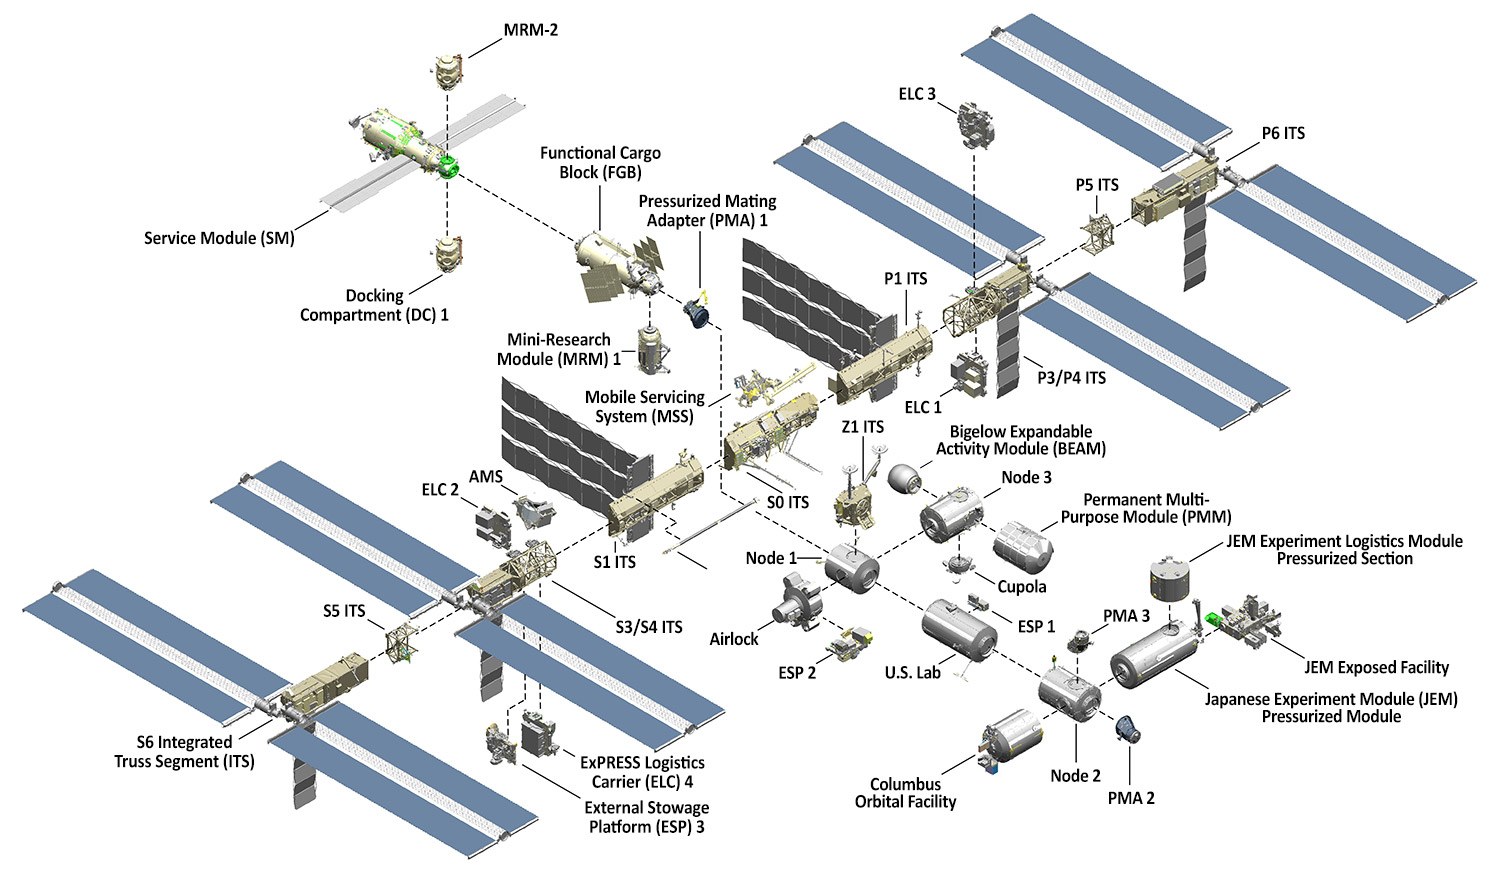 MRM-2
ELC 3
P6 ITS
Functional Cargo
Block (FGB)
P5 ITS
Pressurized Mating
Adapter (PMA) 1
Service Module (SM)
P1 ITS
Docking
Compartment (DC) 1
Mini-Research
Module (MRM) 1
P3/P4 ITS
Mobile Servicing
System (MSS)
ELC 1
Z1 ITS
Bigelow Expandable
Activity Module (BEAM)
AMS
ELC 2
Node 3
S0 ITS
Permanent Multi-
Purpose Module (PMM)
JEM Experiment Logistics Module
Pressurized Section
Node 1
S1 ITS
Cupola
S5 ITS
S3/S4 ITS
Airlock
ESP 1
PMA 3
ESP 2
U.S. Lab
JEM Exposed Facility
Japanese Experiment Module (JEM)
Pressurized Module
S6 Integrated
Truss Segment (ITS)
ExPRESS Logistics
Carrier (ELC) 4
Node 2
Columbus
Orbital Facility
PMA 2
External Stowage
Platform (ESP) 3